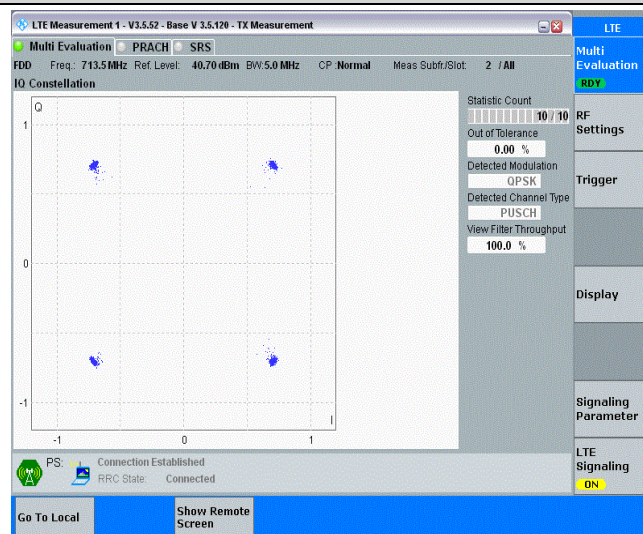 LTE Measurement 1 - V3.5.52 - Base V 3.5.120 - TX Measurement
LTE
Multi Evaluation PRACH SRS
Multi
Evaluation
RDY
FDD Freq.: 713.5 MHz Ref. Level: 40.70 dBm BW:5.0 MHz CP :Normal Meas Subfr./Slot: 2 / All
IQ Constellation
Statistic Count
10 / 10
Out of Tolerance
0.00 %
Detected Modulation
QPSK
Detected Channel Type
PUSCH
View Filter Throughput
100.0 %
Q
1
0
-1
I
-1 0 1
RF
Settings
Trigger
Display
Signaling
Parameter
LTE
Signaling
ON
PS: Connection Established
RRC State: Connected
Go To Local
Show Remote
Screen